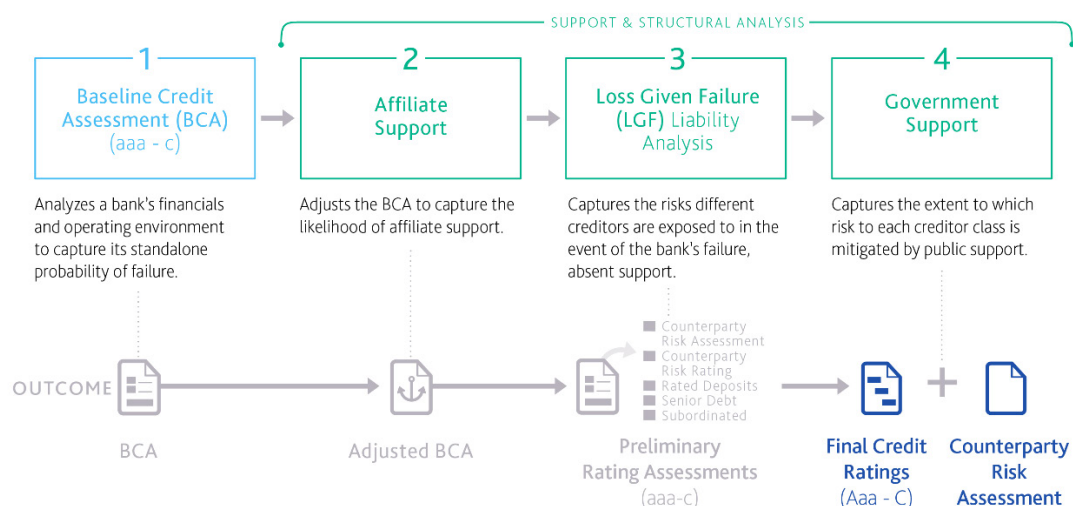 SUPPORT & STRUCTURAL ANALYSIS
1
Baseline Credit
Assessment (BCA)
(aaa - c)
2
Affiliate
Support
3
Loss Given Failure
(LGF) Liability
Analysis
4
Government
Support
Analyzes a bank's financials
and operating environment
to capture its standalone
probability of failure.
Adjusts the BCA to capture the
likelihood of affiliate support.
Captures the risks different
creditors are exposed to in the
event of the bank's failure,
absent support.
Captures the extent to which
risk to each creditor class is
mitigated by public support.
OUTCOME
BCA
Adjusted BCA
Counterparty
Risk Assessment
Counterparty
Risk Rating
Rated Deposits
Senior Debt
Subordinated
Preliminary
Rating Assessments
(aaa-c)
Final Credit
Ratings
(Aaa - C)
+
Counterparty
Risk
Assessment